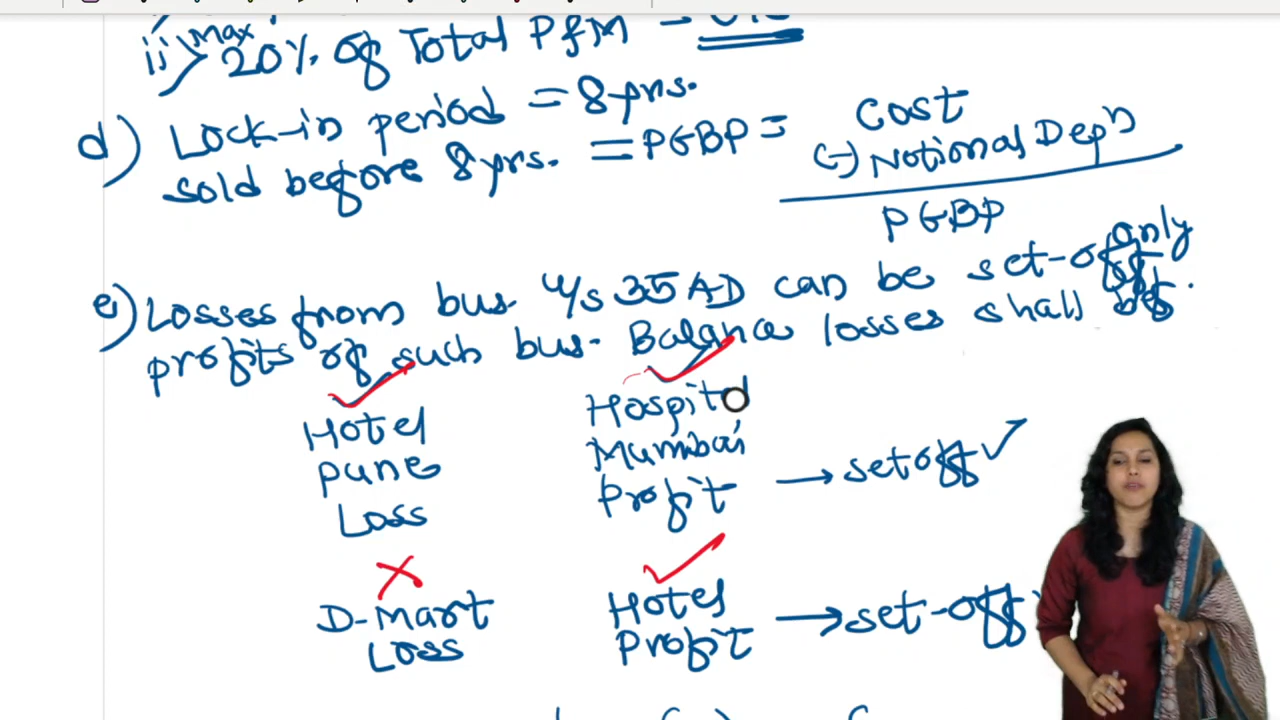 ii) Max 20% of Total P&M -
d) Lock-in period = 8 yrs.
sold before 8 yrs. = PGBP = Cost
(-) Notional Depn
PGBP
e) Losses from bus. u/s 35AD can be set-off only
profits of such bus. Balance losses shall be
Hotel
Pune
Loss
Hospital
Mumbai
Profit → set off ✓
D-Mart
Loss
Hotel
Profit → set-off